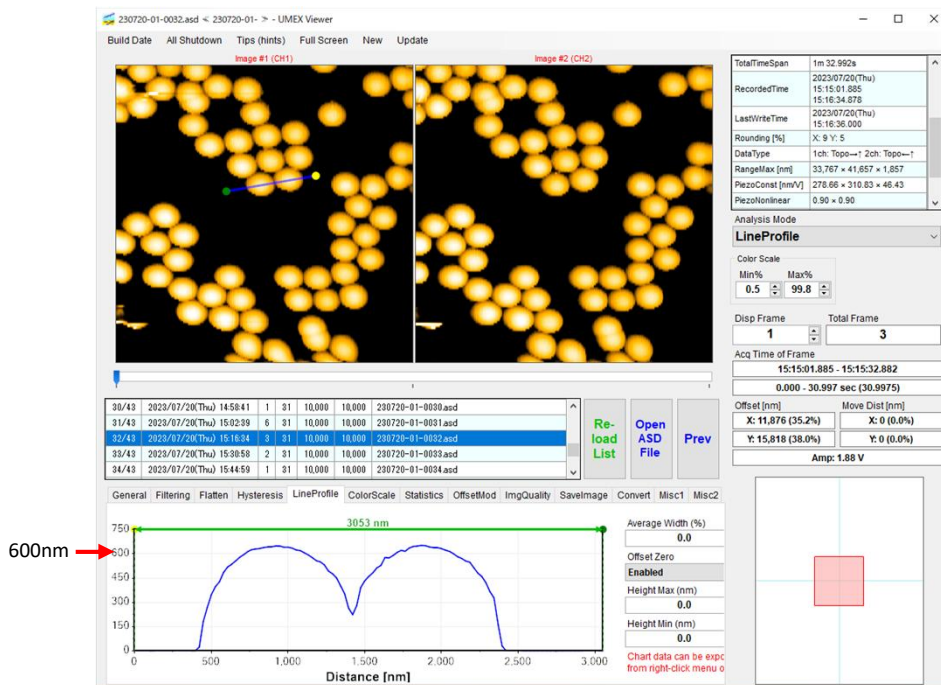 230720-01-0032.asd < 230720-01- > - UMEX Viewer
Build Date All Shutdown Tips (hints) Full Screen New Update
Image #1 (CH1) Image #2 (CH2)
TotalTimeSpan 1m 32.992s
RecordedTime 2023/07/20(Thu) 15:15:01.885 15:16:34.878
LastWriteTime 2023/07/20(Thu) 15:16:36.000
Rounding [%] X: 9 Y: 5
DataType 1ch: Topo→↑ 2ch: Topo←↑
RangeMax [nm] 33,767 × 41,657 × 1,857
PiezoConst [nm/V] 278.66 × 310.83 × 46.43
PiezoNonlinear 0.90 × 0.90
Analysis Mode
LineProfile
Color Scale
Min% Max%
0.5 99.8
Disp Frame Total Frame
1 3
Acq Time of Frame
15:15:01.885 - 15:15:32.882
0.000 - 30.997 sec (30.9975)
Offset [nm] Move Dist [nm]
X: 11,876 (35.2%) X: 0 (0.0%)
Y: 15,818 (38.0%) Y: 0 (0.0%)
Amp: 1.88 V
30/43 2023/07/20(Thu) 14:58:41 1 31 10,000 10,000 230720-01-0030.asd
31/43 2023/07/20(Thu) 15:02:39 6 31 10,000 10,000 230720-01-0031.asd
32/43 2023/07/20(Thu) 15:16:34 3 31 10,000 10,000 230720-01-0032.asd
33/43 2023/07/20(Thu) 15:30:58 2 31 10,000 10,000 230720-01-0033.asd
34/43 2023/07/20(Thu) 15:44:59 1 31 10,000 10,000 230720-01-0034.asd
Re-
load
List
Open
ASD
File
Prev
General Filtering Flatten Hysteresis LineProfile ColorScale Statistics OffsetMod ImgQuality SaveImage Convert Misc1 Misc2
3053 nm
600nm
750
600
450
300
150
0
0 500 1,000 1,500 2,000 2,500 3,000
Distance [nm]
Average Width (%)
0.0
Offset Zero
Enabled
Height Max (nm)
0.0
Height Min (nm)
0.0
Chart data can be expo
from right-click menu o